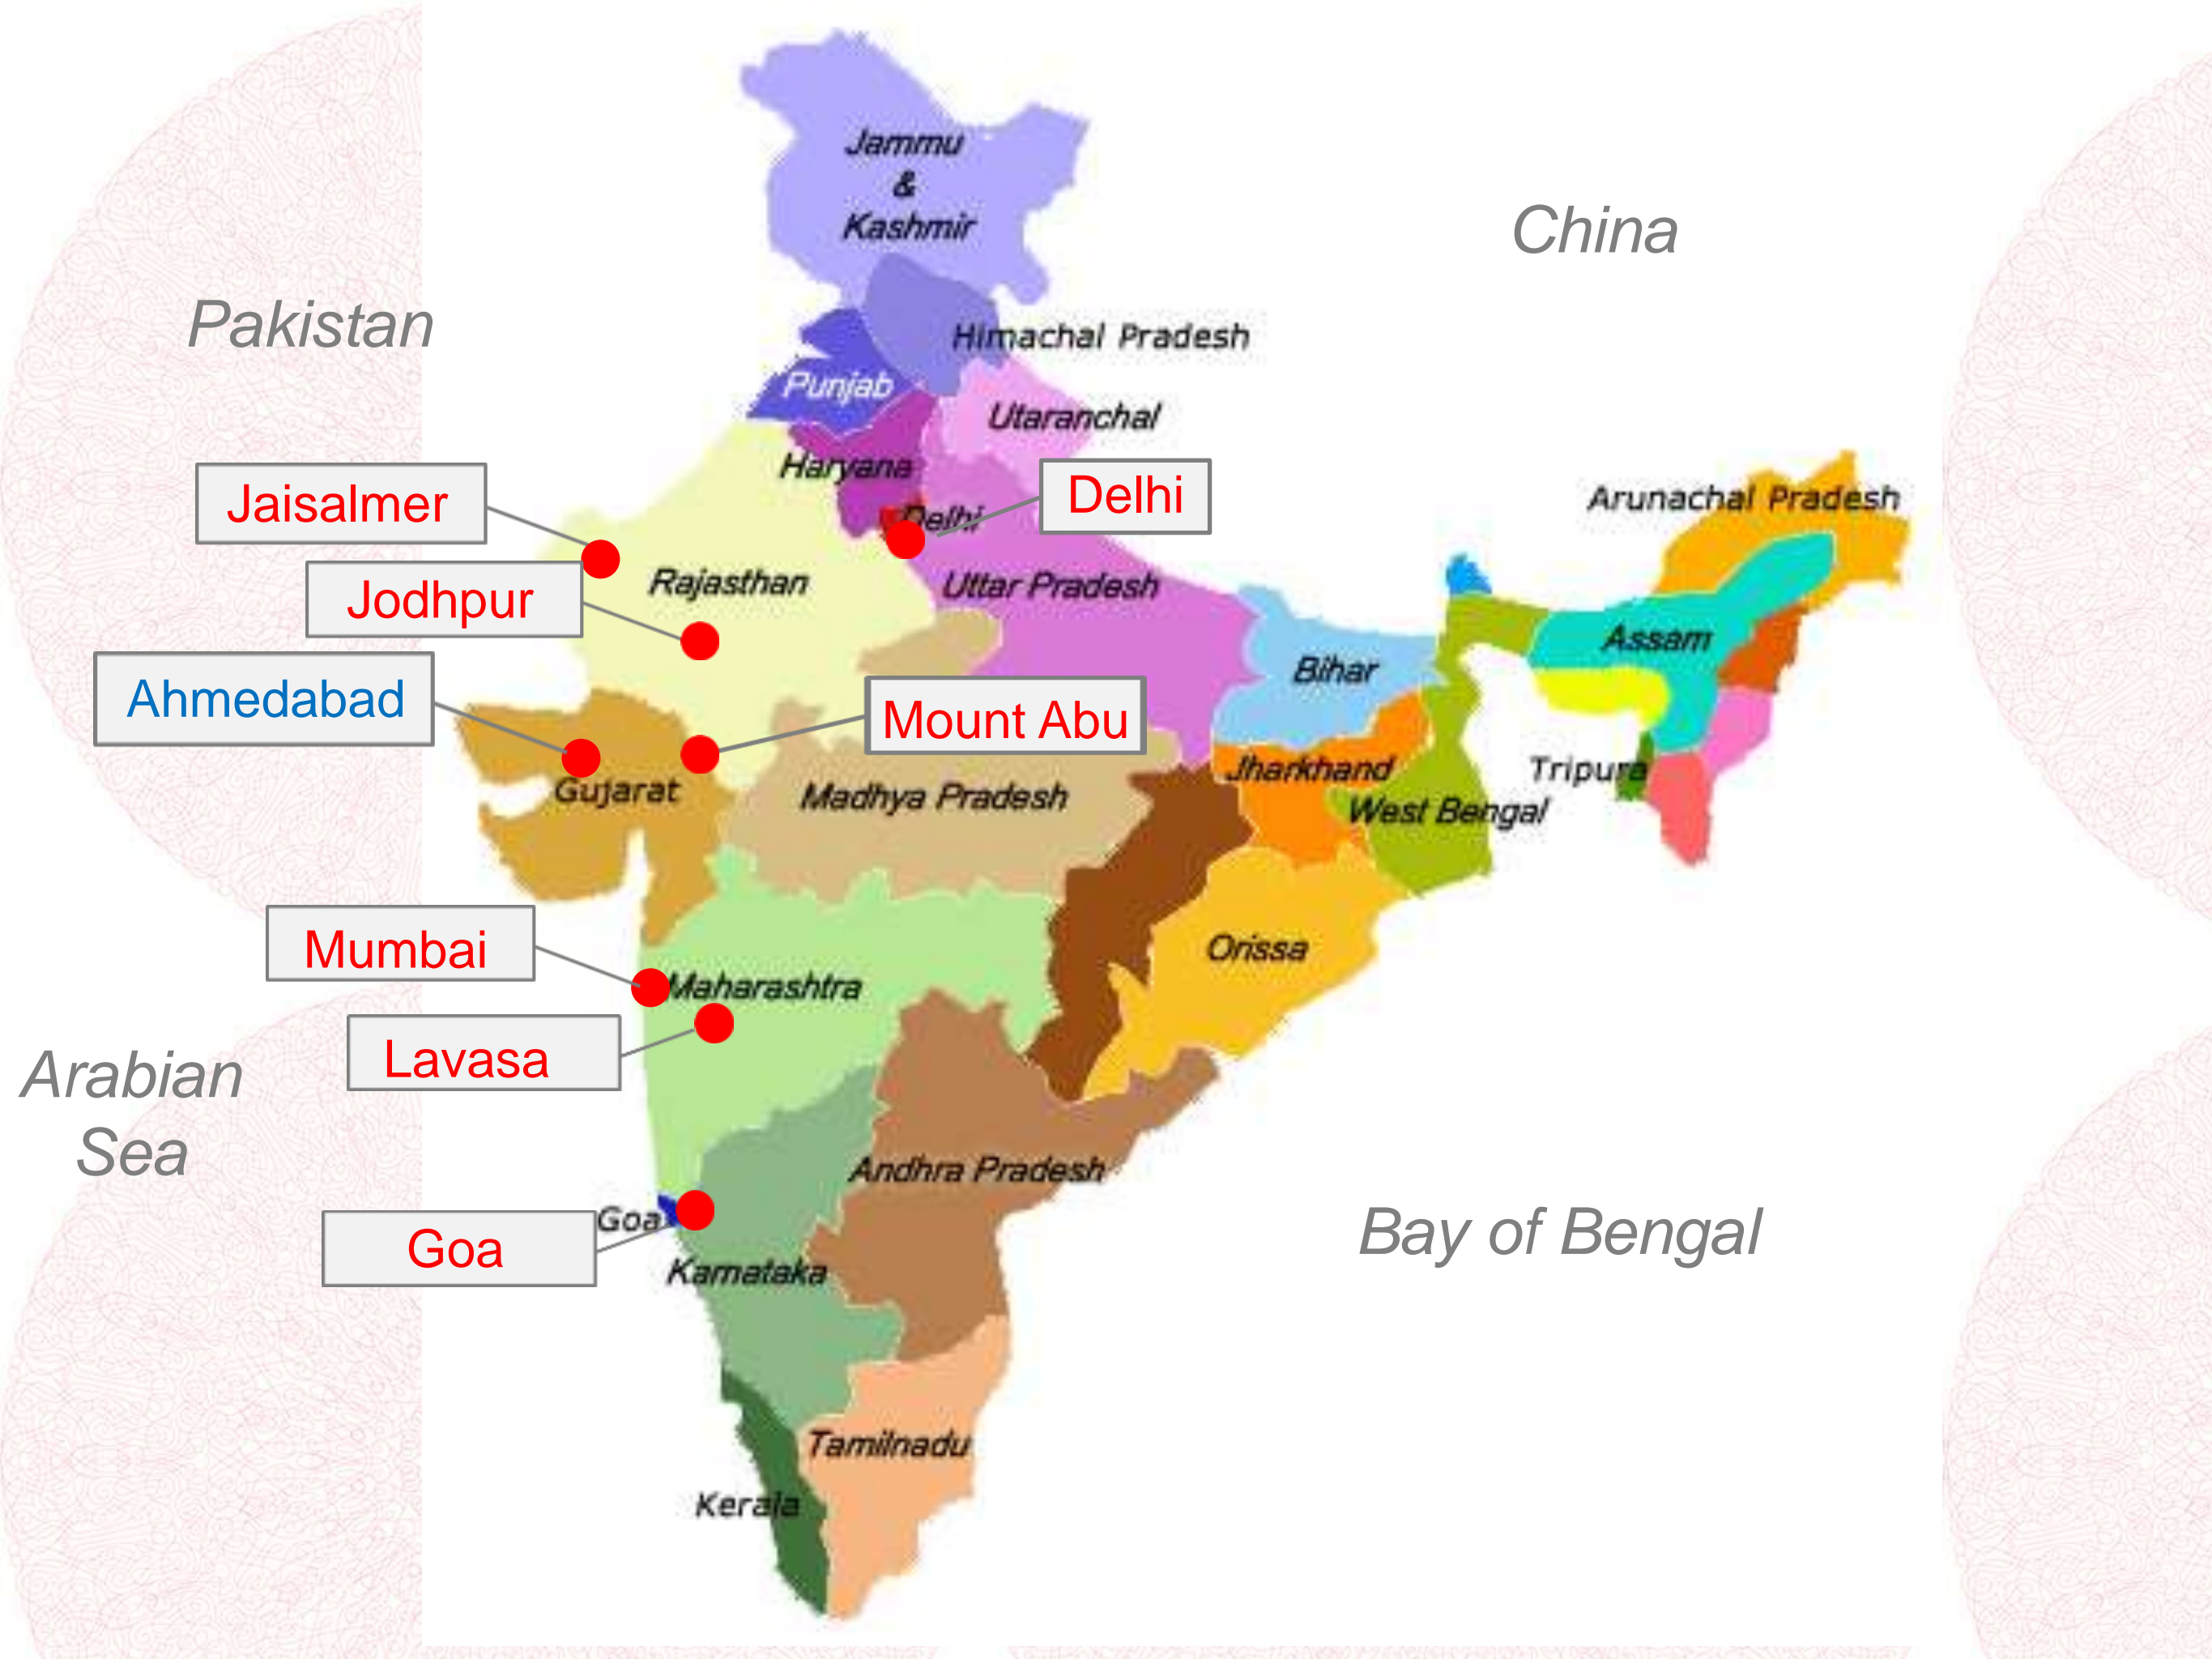 Jammu
&
Kashmir
China
Pakistan
Himachal Pradesh
Punjab
Utaranchal
Haryana
Delhi
Jaisalmer
Arunachal Pradesh
Delhi
Rajasthan
Uttar Pradesh
Jodhpur
Assam
Bihar
Ahmedabad
Mount Abu
Gujarat
Madhya Pradesh
Jharkhand
Tripura
West Bengal
Mumbai
Orissa
Maharashtra
Lavasa
Arabian
Sea
Andhra Pradesh
Goa
Goa
Bay of Bengal
Karnataka
Tamilnadu
Kerala